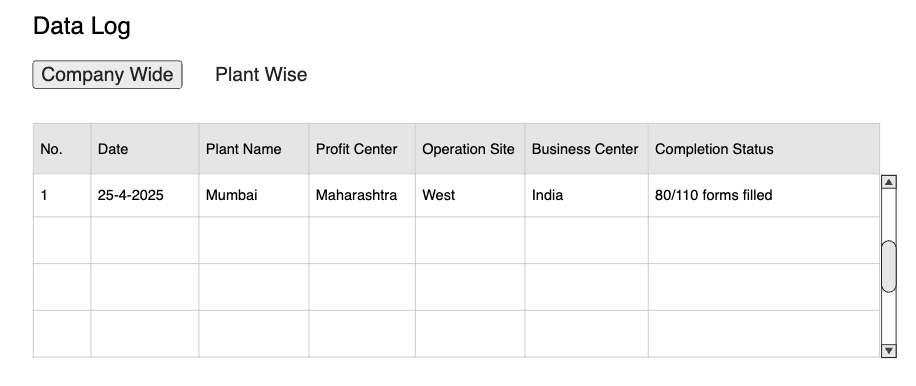 Data Log
Company Wide Plant Wise
No. Date Plant Name Profit Center Operation Site Business Center Completion Status
1 25-4-2025 Mumbai Maharashtra West India 80/110 forms filled